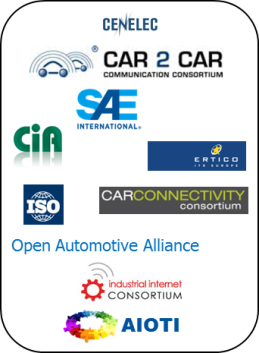 CENELEC
®
CAR 2 CAR
COMMUNICATION CONSORTIUM
SAE
INTERNATIONAL®
CiA
ERTICO
ITS EUROPE
ISO
CARCONNECTIVITY
consortium
Open Automotive Alliance
industrial internet
CONSORTIUM
AIOTI